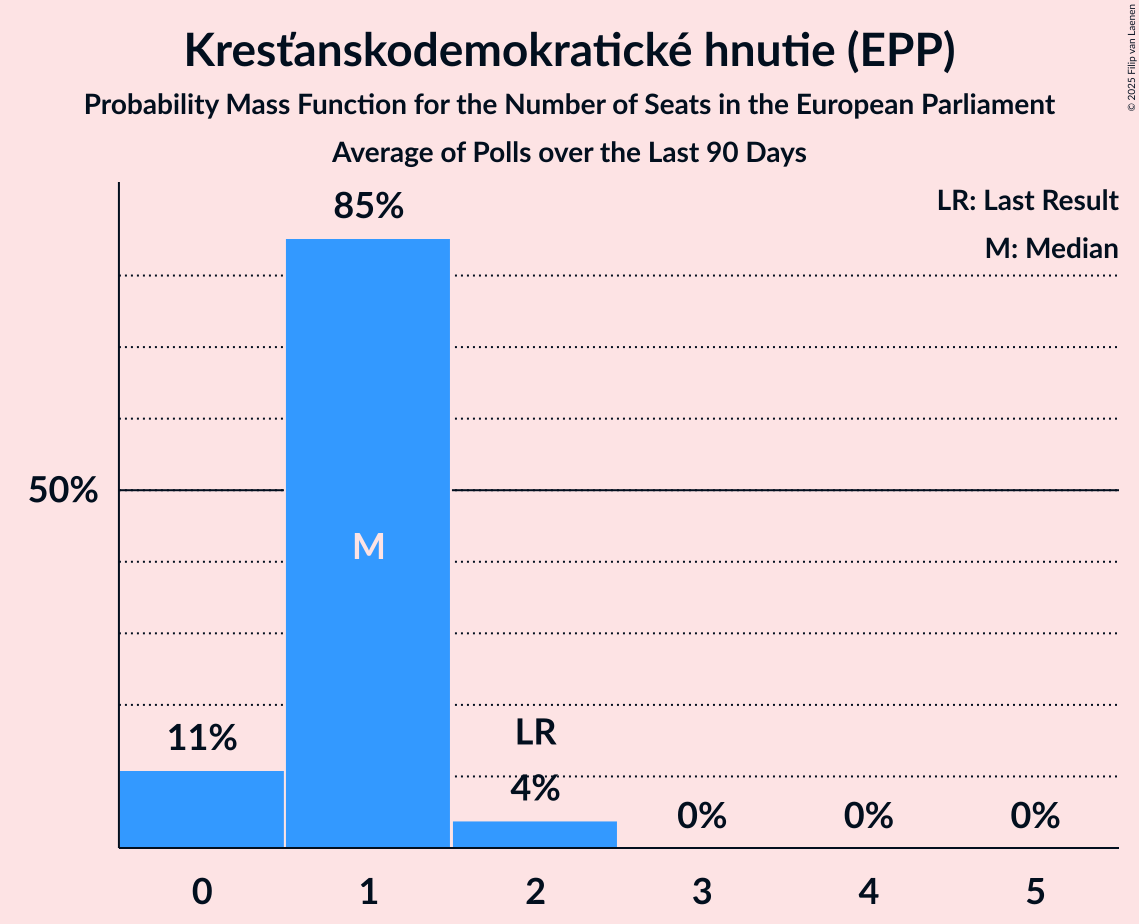 Kresťanskodemokratické hnutie (EPP)
Probability Mass Function for the Number of Seats in the European Parliament
Average of Polls over the Last 90 Days
© 2025 Filip van Laenen
LR: Last Result
M: Median
85%
50%
M
11%
LR
4%
0%
0%
0%
0
1
2
3
4
5